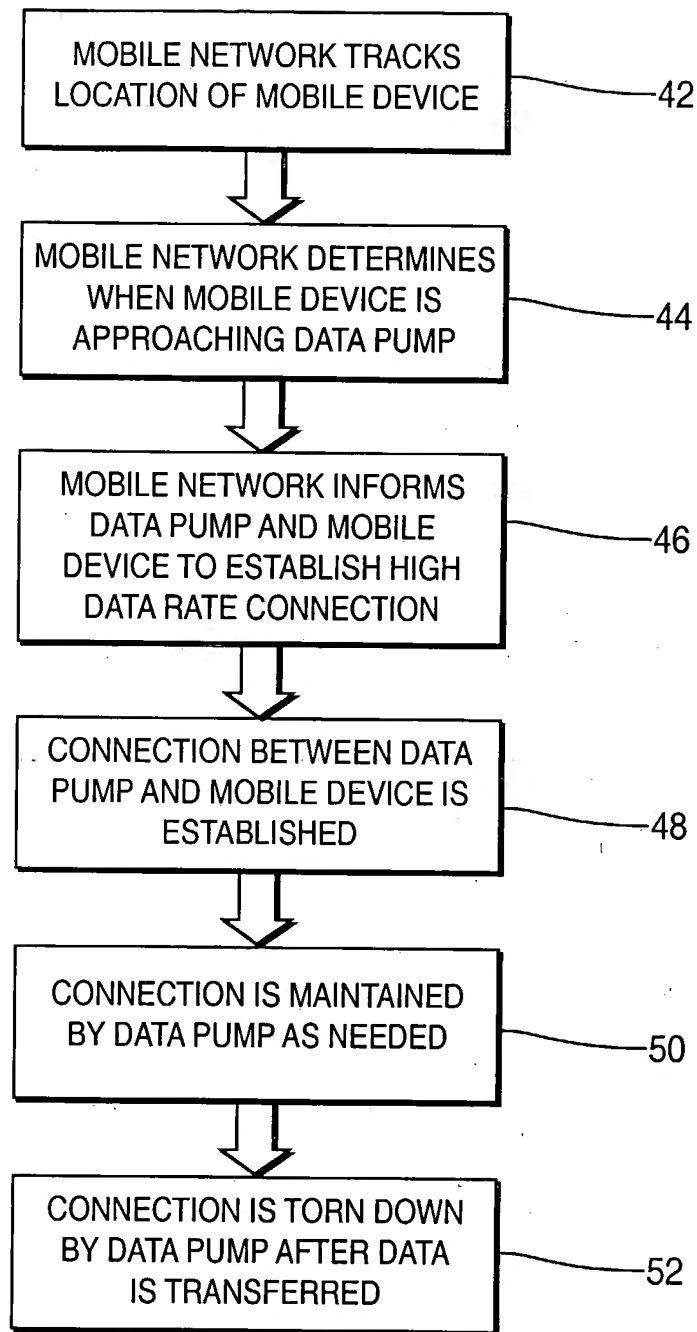 MOBILE NETWORK TRACKS
LOCATION OF MOBILE DEVICE
42
MOBILE NETWORK DETERMINES
WHEN MOBILE DEVICE IS
APPROACHING DATA PUMP
44
MOBILE NETWORK INFORMS
DATA PUMP AND MOBILE
DEVICE TO ESTABLISH HIGH
DATA RATE CONNECTION
46
CONNECTION BETWEEN DATA
PUMP AND MOBILE DEVICE IS
ESTABLISHED
48
CONNECTION IS MAINTAINED
BY DATA PUMP AS NEEDED
50
CONNECTION IS TORN DOWN
BY DATA PUMP AFTER DATA
IS TRANSFERRED
52